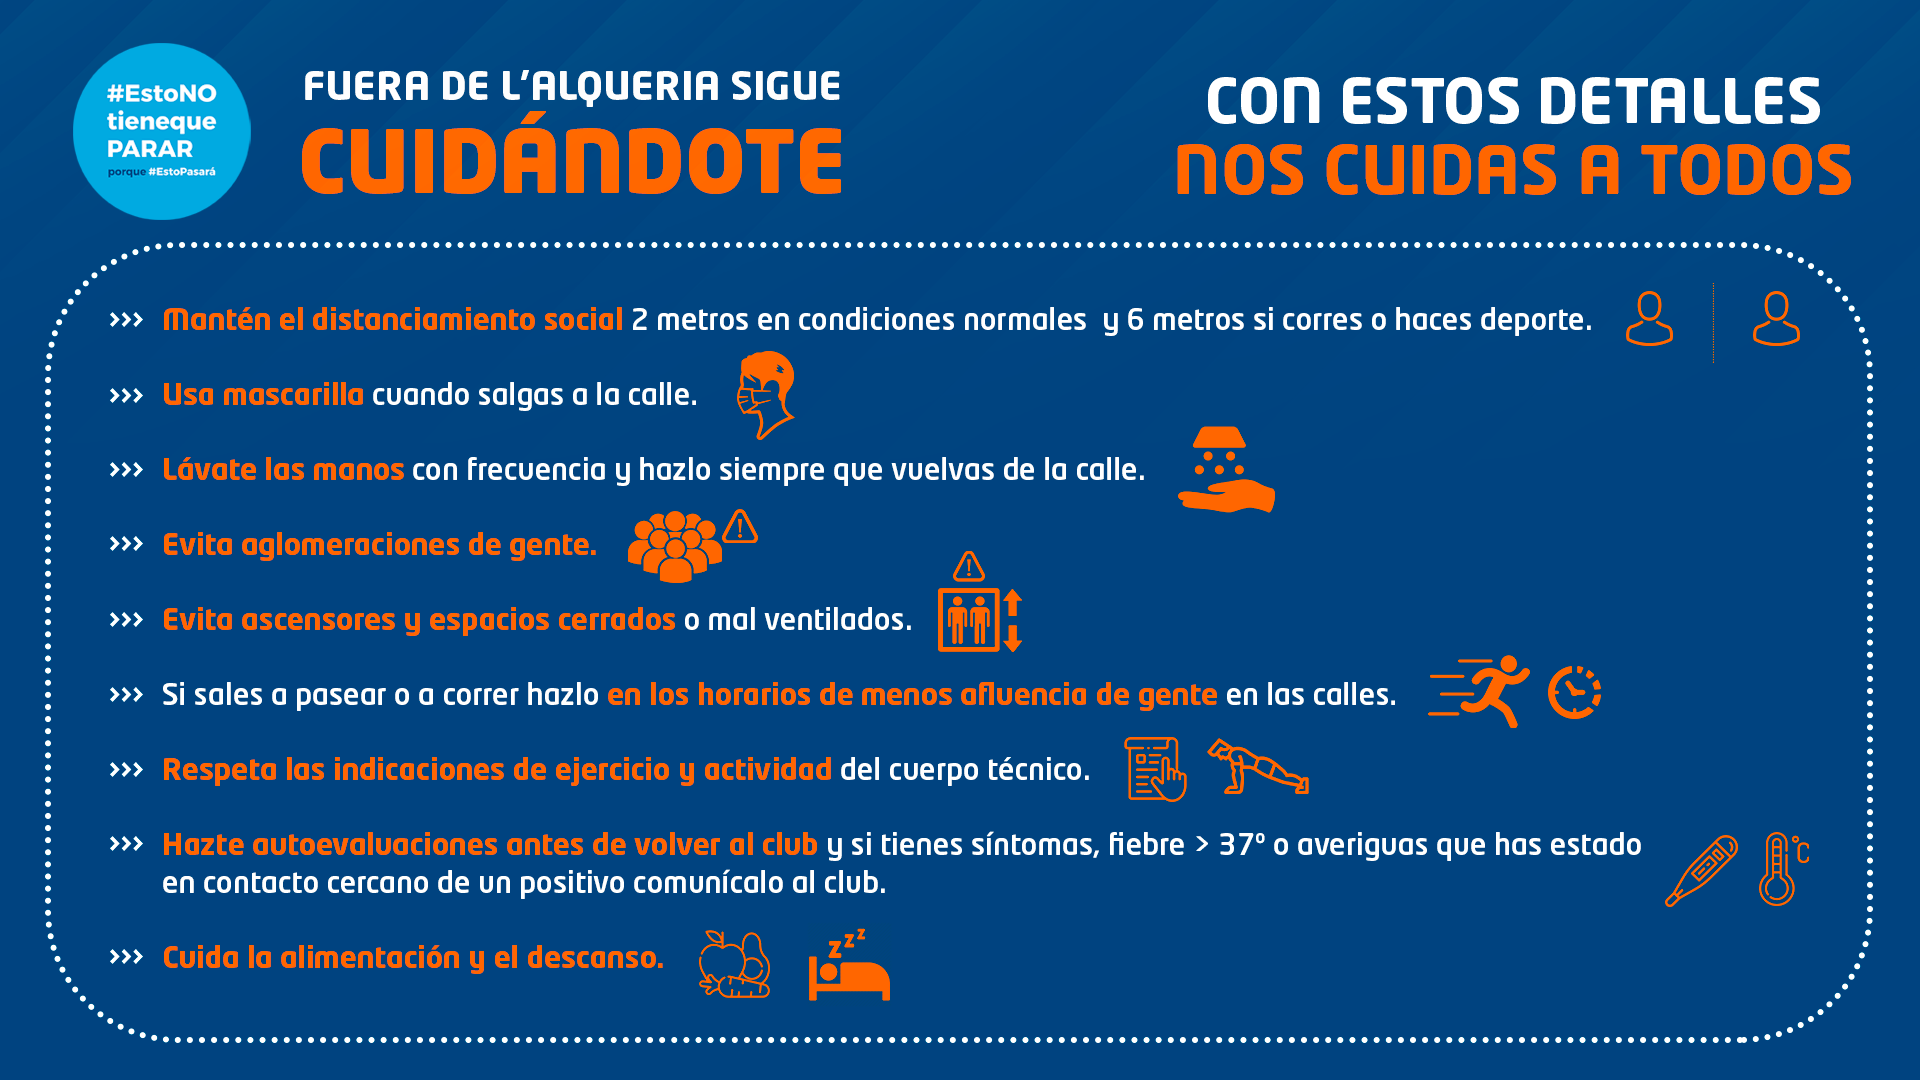 #EstoNO
tieneque
PARAR
porque #EstoPasará
FUERA DE L'ALQUERIA SIGUE
CUIDÁNDOTE
CON ESTOS DETALLES
NOS CUIDAS A TODOS
››› Mantén el distanciamiento social 2 metros en condiciones normales y 6 metros si corres o haces deporte.
››› Usa mascarilla cuando salgas a la calle.
››› Lávate las manos con frecuencia y hazlo siempre que vuelvas de la calle.
››› Evita aglomeraciones de gente.
!
!
››› Evita ascensores y espacios cerrados o mal ventilados.
››› Si sales a pasear o a correr hazlo en los horarios de menos afluencia de gente en las calles.
››› Respeta las indicaciones de ejercicio y actividad del cuerpo técnico.
››› Hazte autoevaluaciones antes de volver al club y si tienes síntomas, fiebre > 37º o averiguas que has estado
en contacto cercano de un positivo comunícalo al club.
°C
››› Cuida la alimentación y el descanso.
z z z